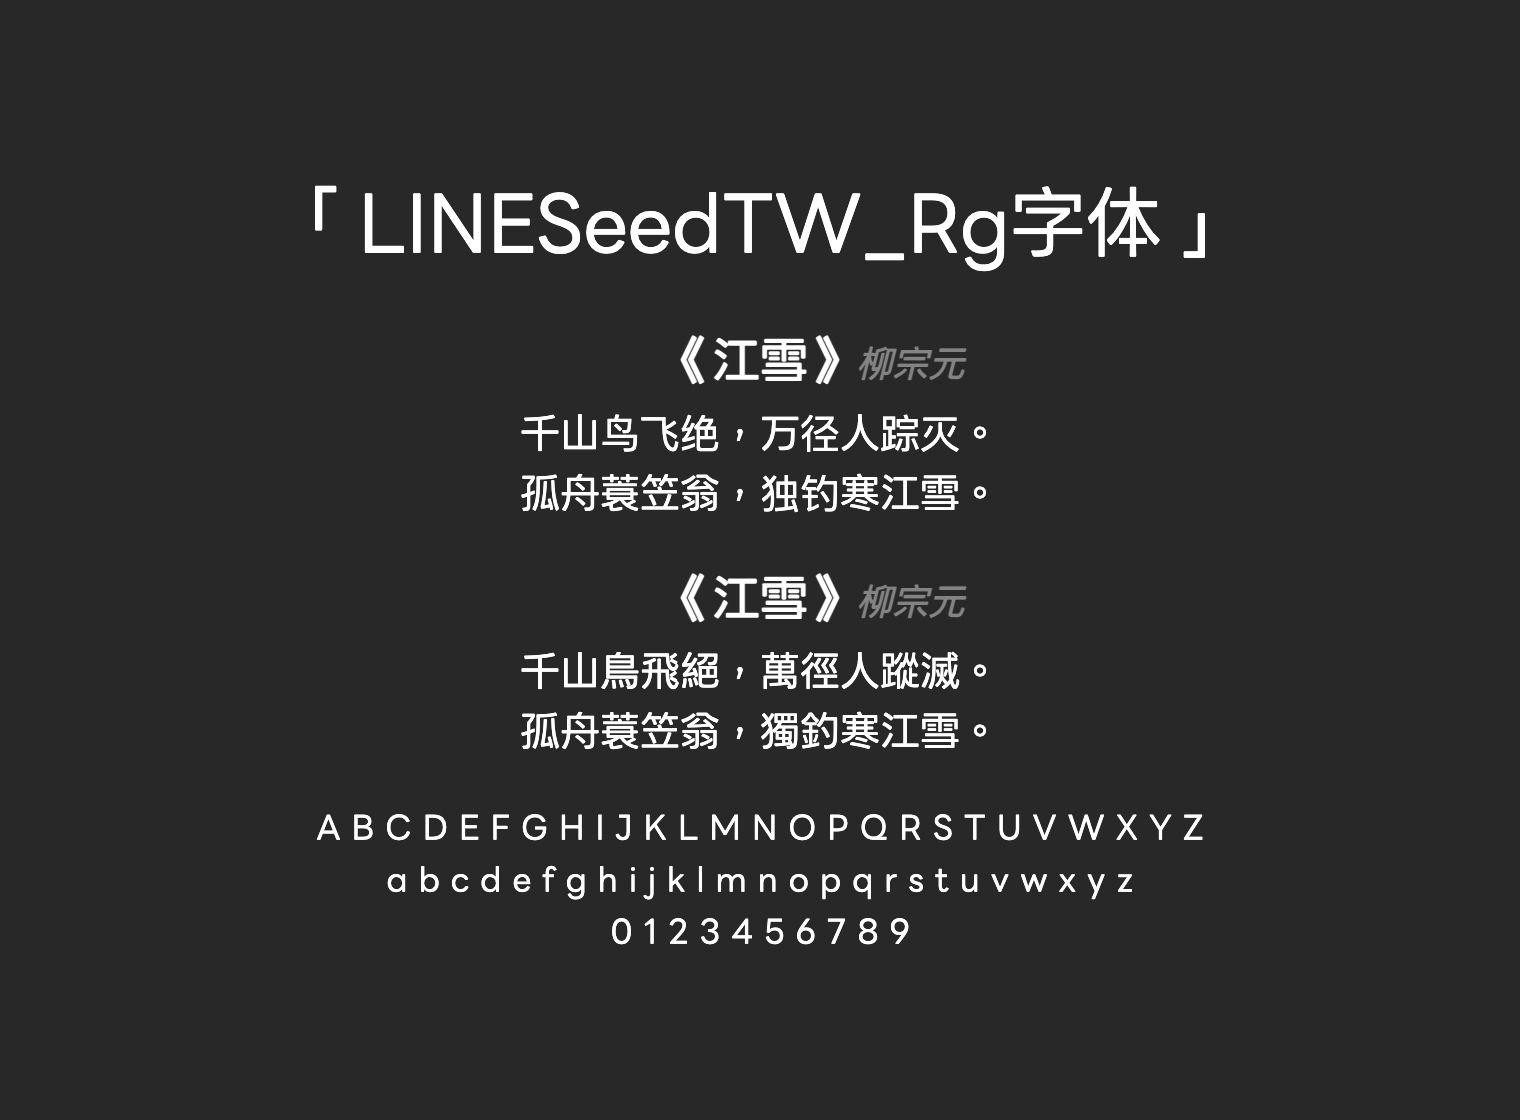 「LINESeedTW_Rg字体」
《江雪》柳宗元
千山鸟飞绝，万径人踪灭。
孤舟蓑笠翁，独钓寒江雪。
《江雪》柳宗元
千山鳥飛絕，萬徑人蹤滅。
孤舟蓑笠翁，獨釣寒江雪。
A B C D E F G H I J K L M N O P Q R S T U V W X Y Z
a b c d e f g h i j k l m n o p q r s t u v w x y z
0 1 2 3 4 5 6 7 8 9